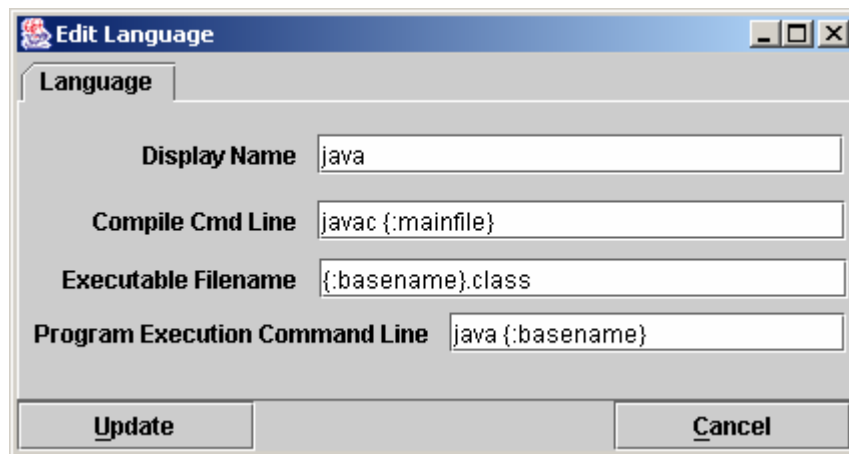 Edit Language
Language
Display Name java
Compile Cmd Line javac {:mainfile}
Executable Filename {:basename}.class
Program Execution Command Line java {:basename}
Update Cancel